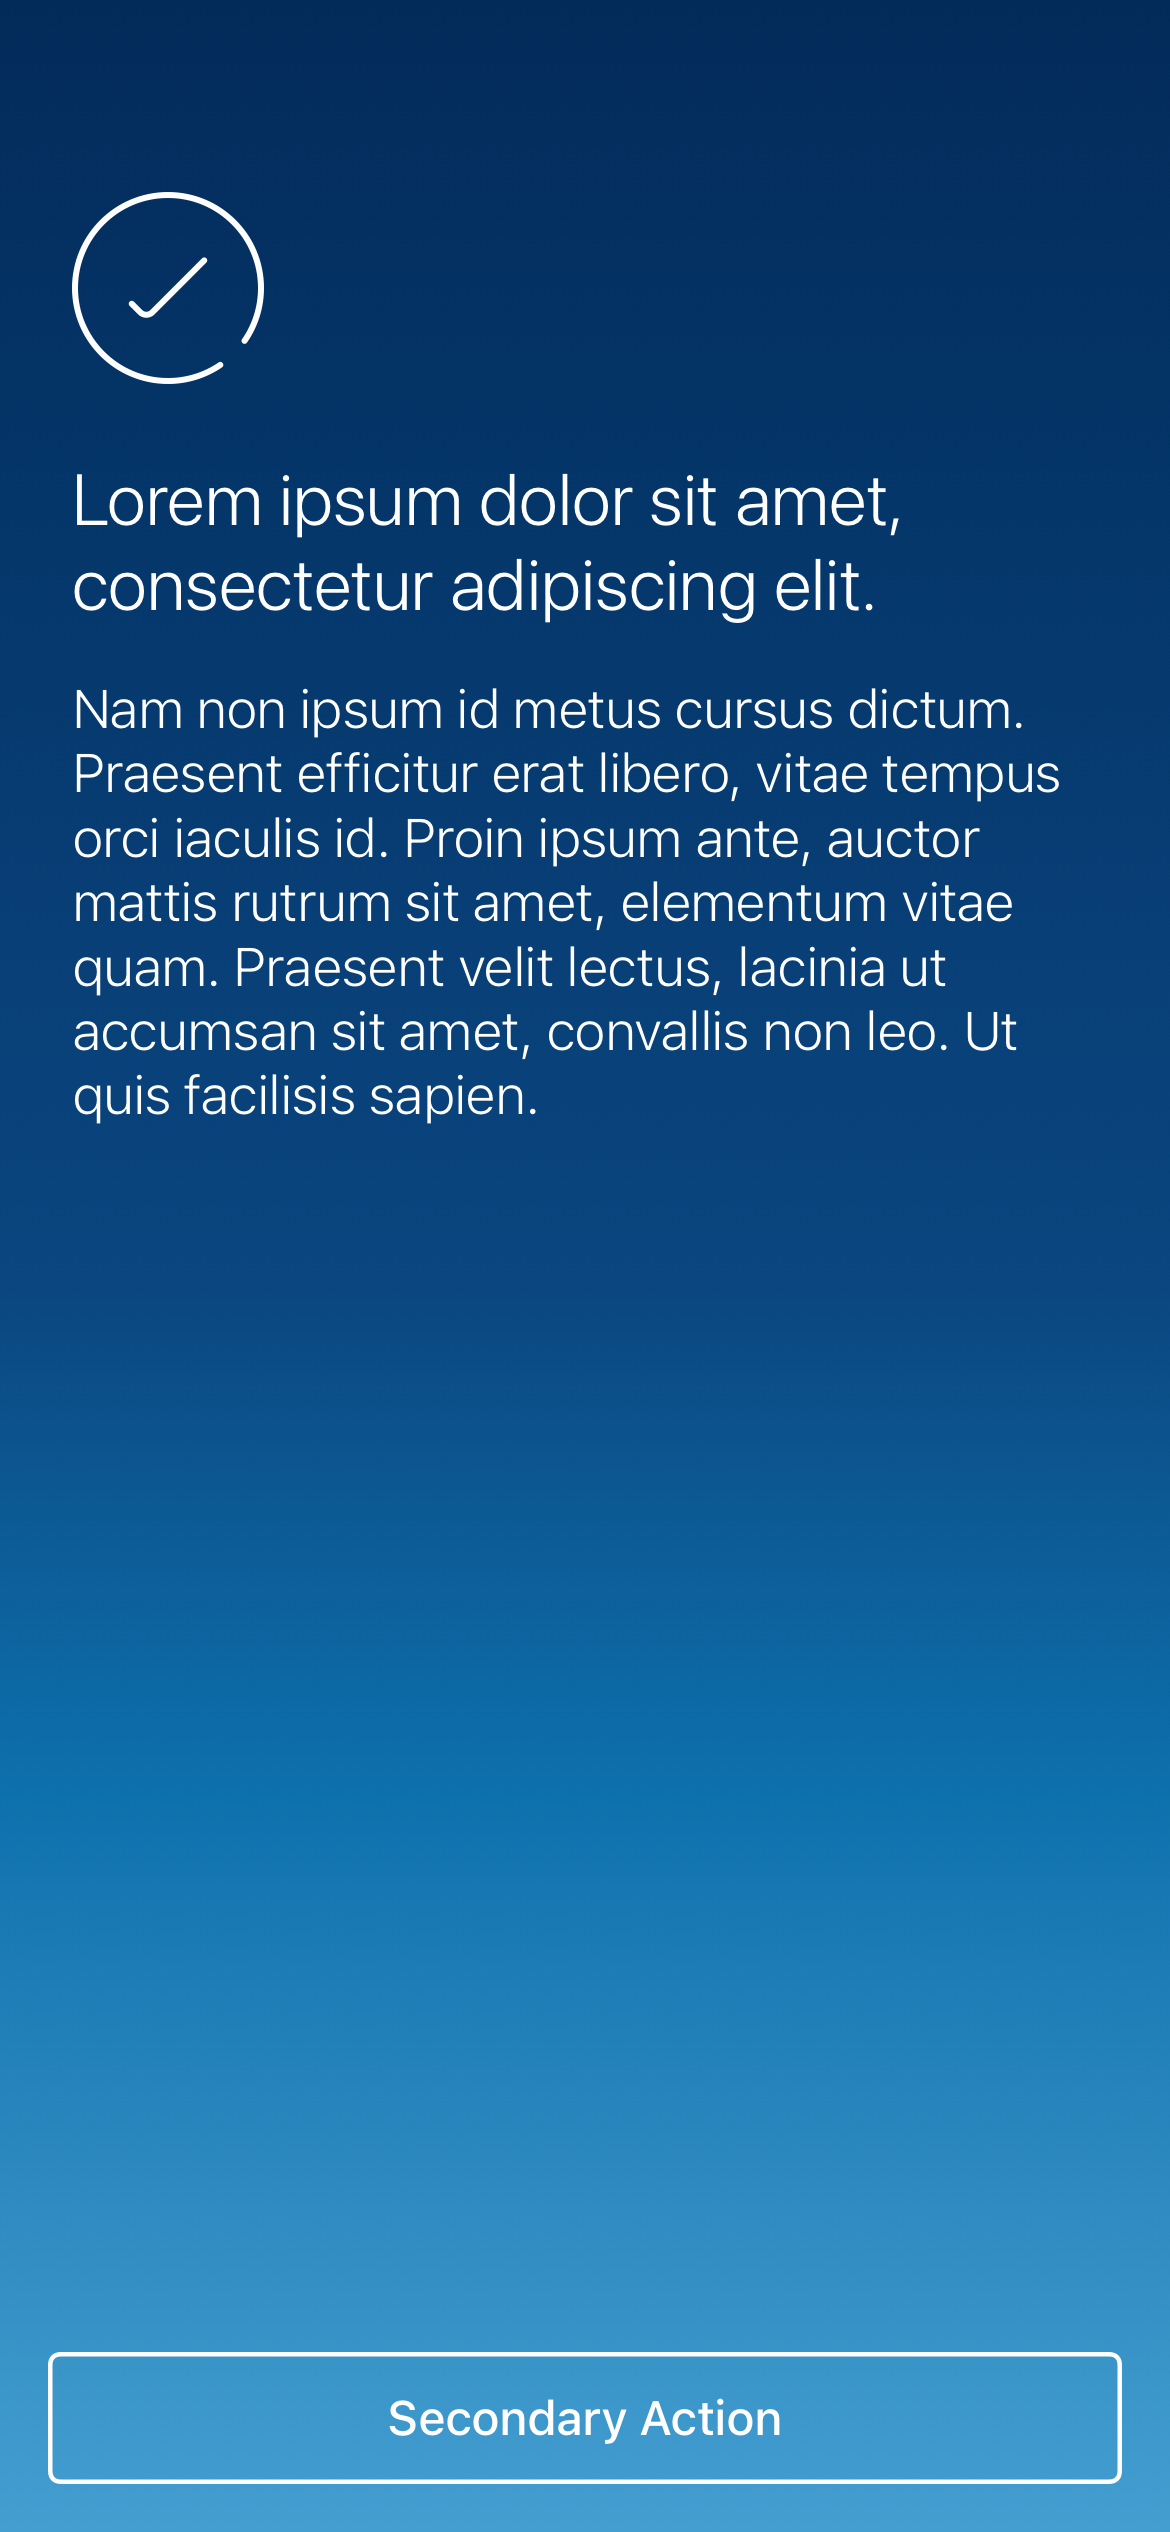 Lorem ipsum dolor sit amet,
consectetur adipiscing elit.
Nam non ipsum id metus cursus dictum.
Praesent efficitur erat libero, vitae tempus
orci iaculis id. Proin ipsum ante, auctor
mattis rutrum sit amet, elementum vitae
quam. Praesent velit lectus, lacinia ut
accumsan sit amet, convallis non leo. Ut
quis facilisis sapien.
Secondary Action